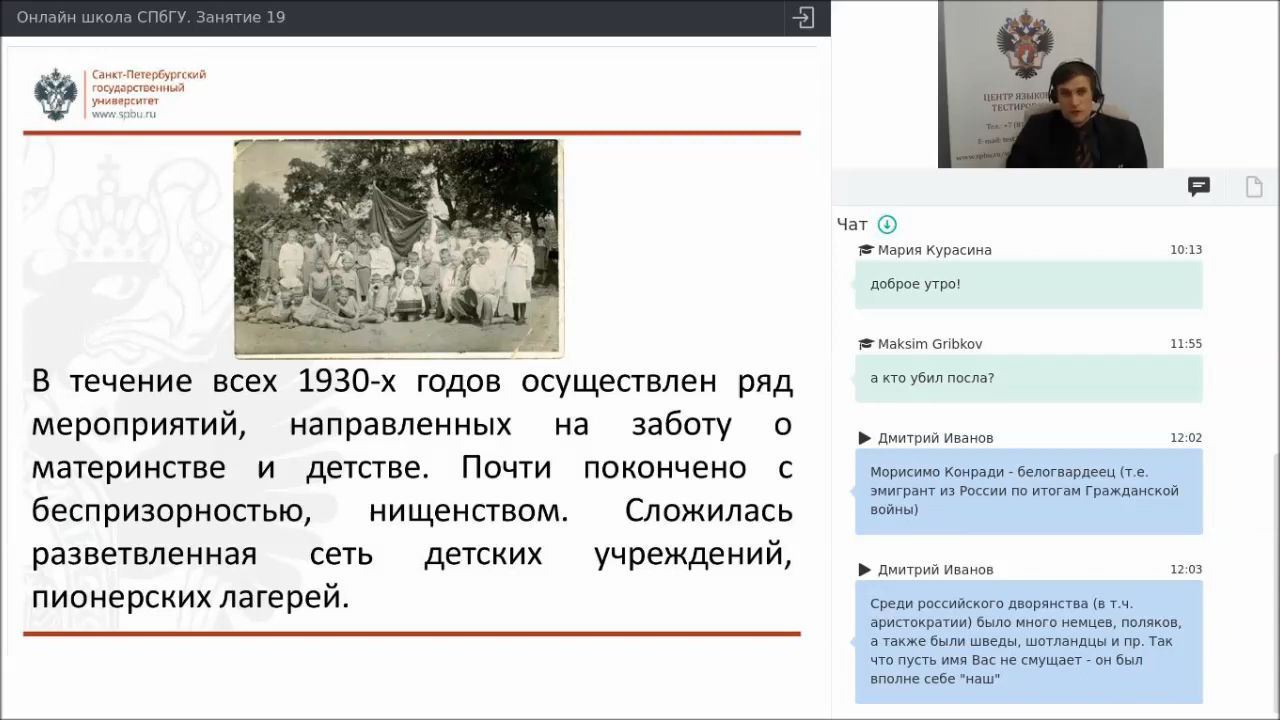 Онлайн школа СПбГУ. Занятие 19
Санкт-Петербургский
государственный
университет
www.spbu.ru
В течение всех 1930-х годов осуществлен ряд
мероприятий, направленных на заботу о
материнстве и детстве. Почти покончено с
беспризорностью, нищенством. Сложилась
разветвленная сеть детских учреждений,
пионерских лагерей.
ЦЕНТР ЯЗЫКОВ
Тел.: +7
E-mail:
Чат
Мария Курасина 10:13
доброе утро!
Maksim Gribkov 11:55
а кто убил посла?
Дмитрий Иванов 12:02
Морисимо Конради - белогвардеец (т.е.
эмигрант из России по итогам Гражданской
войны)
Дмитрий Иванов 12:03
Среди российского дворянства (в т.ч.
аристократии) было много немцев, поляков,
а также были шведы, шотландцы и пр. Так
что пусть имя Вас не смущает - он был
вполне себе "наш"